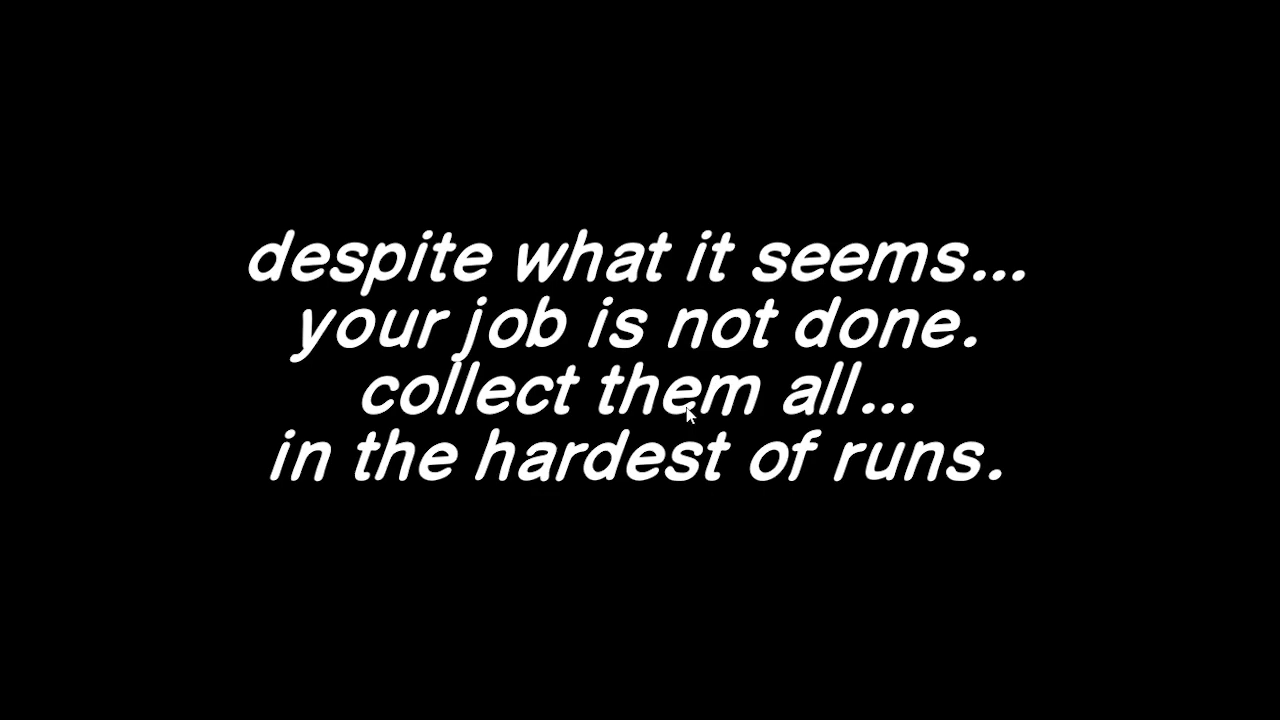 despite what it seems...
your job is not done.
collect them all...
in the hardest of runs.